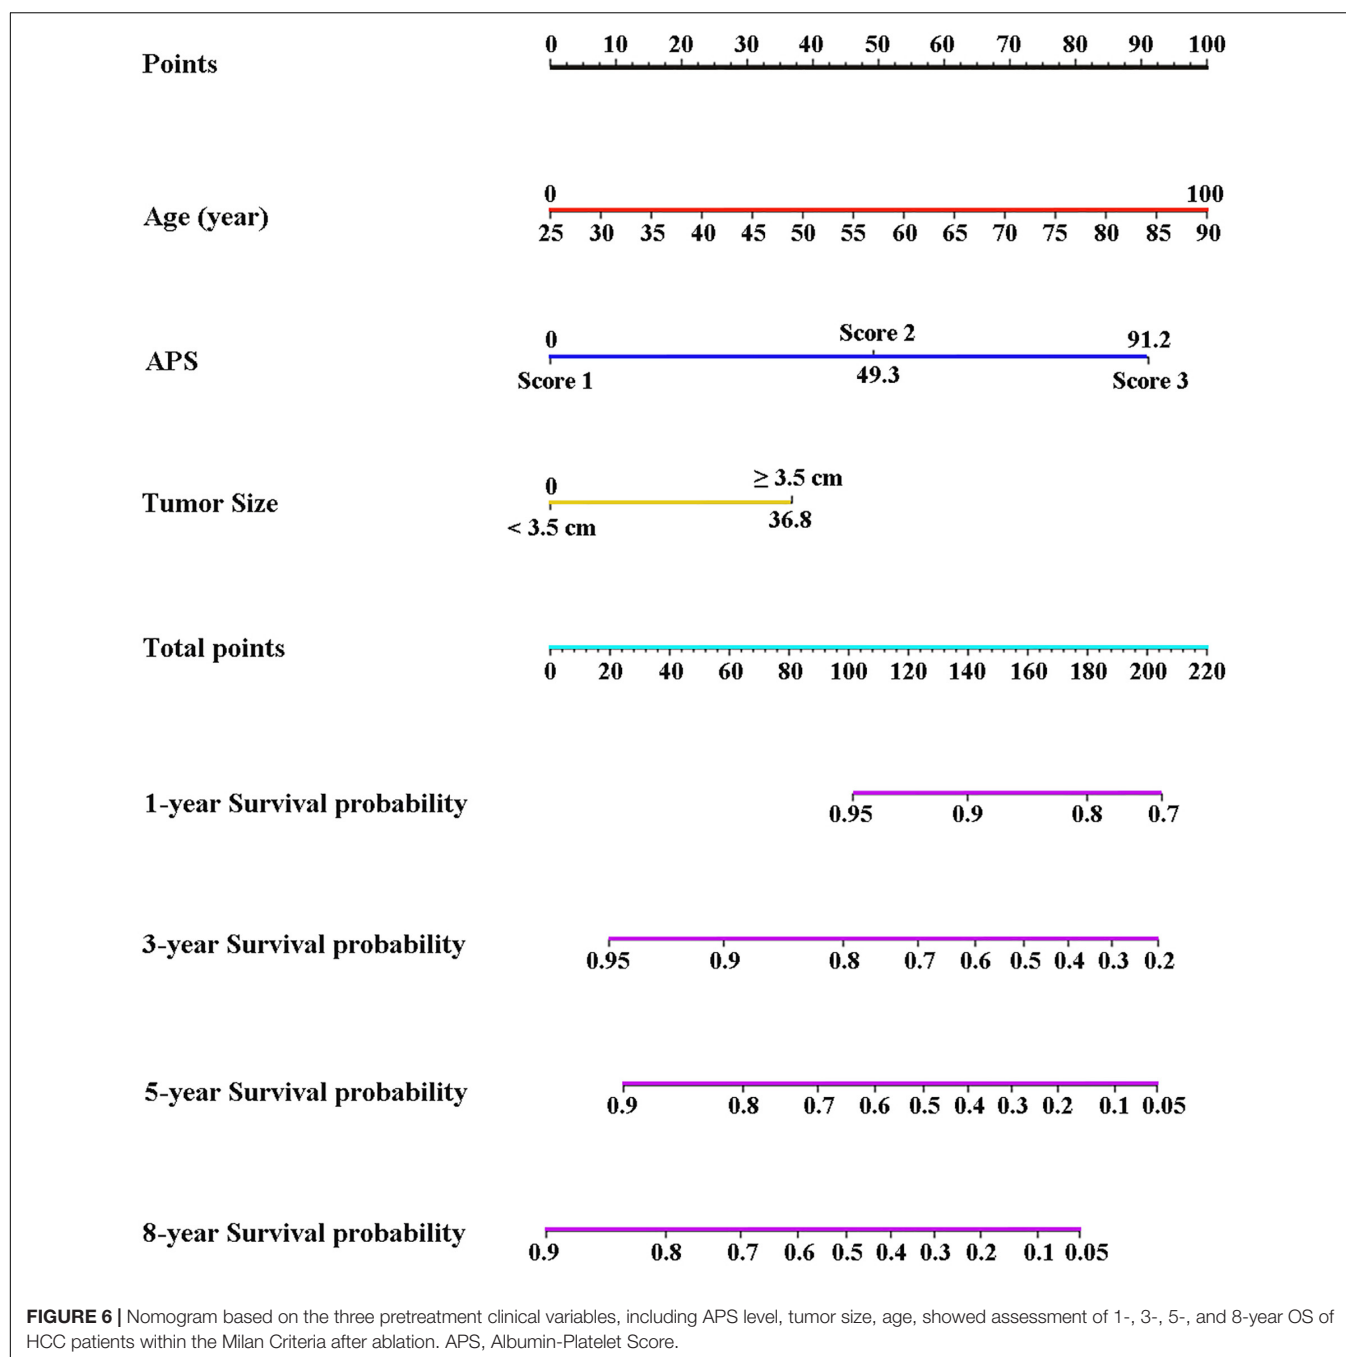 0 10 20 30 40 50 60 70 80 90 100
Points
0 100
Age (year)
25 30 35 40 45 50 55 60 65 70 75 80 85 90
Score 2
0 91.2
APS
Score 1 49.3 Score 3
≥ 3.5 cm
0
Tumor Size
< 3.5 cm 36.8
Total points
0 20 40 60 80 100 120 140 160 180 200 220
1-year Survival probability
0.95 0.9 0.8 0.7
3-year Survival probability
0.95 0.9 0.8 0.7 0.6 0.5 0.4 0.3 0.2
5-year Survival probability
0.9 0.8 0.7 0.6 0.5 0.4 0.3 0.2 0.1 0.05
8-year Survival probability
0.9 0.8 0.7 0.6 0.5 0.4 0.3 0.2 0.1 0.05
FIGURE 6 | Nomogram based on the three pretreatment clinical variables, including APS level, tumor size, age, showed assessment of 1-, 3-, 5-, and 8-year OS of
HCC patients within the Milan Criteria after ablation. APS, Albumin-Platelet Score.